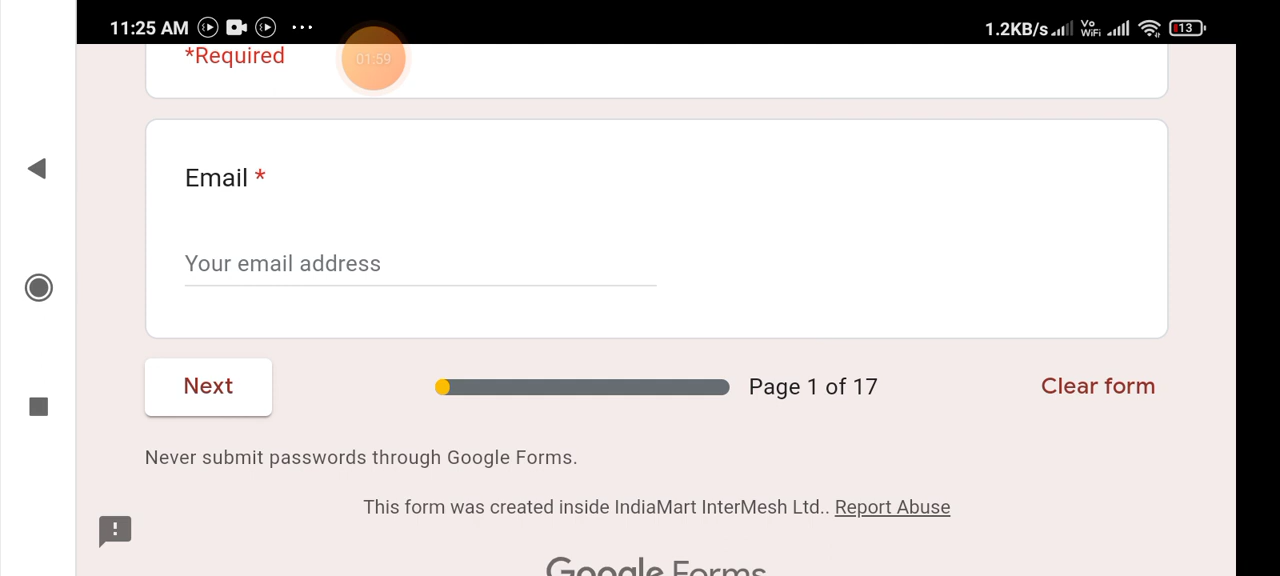 11:25 AM ...
1.2KB/s Vo WiFi 13
*Required
01:59
Email *
Your email address
Next
Page 1 of 17
Clear form
Never submit passwords through Google Forms.
This form was created inside IndiaMart InterMesh Ltd.. Report Abuse
Google Forms